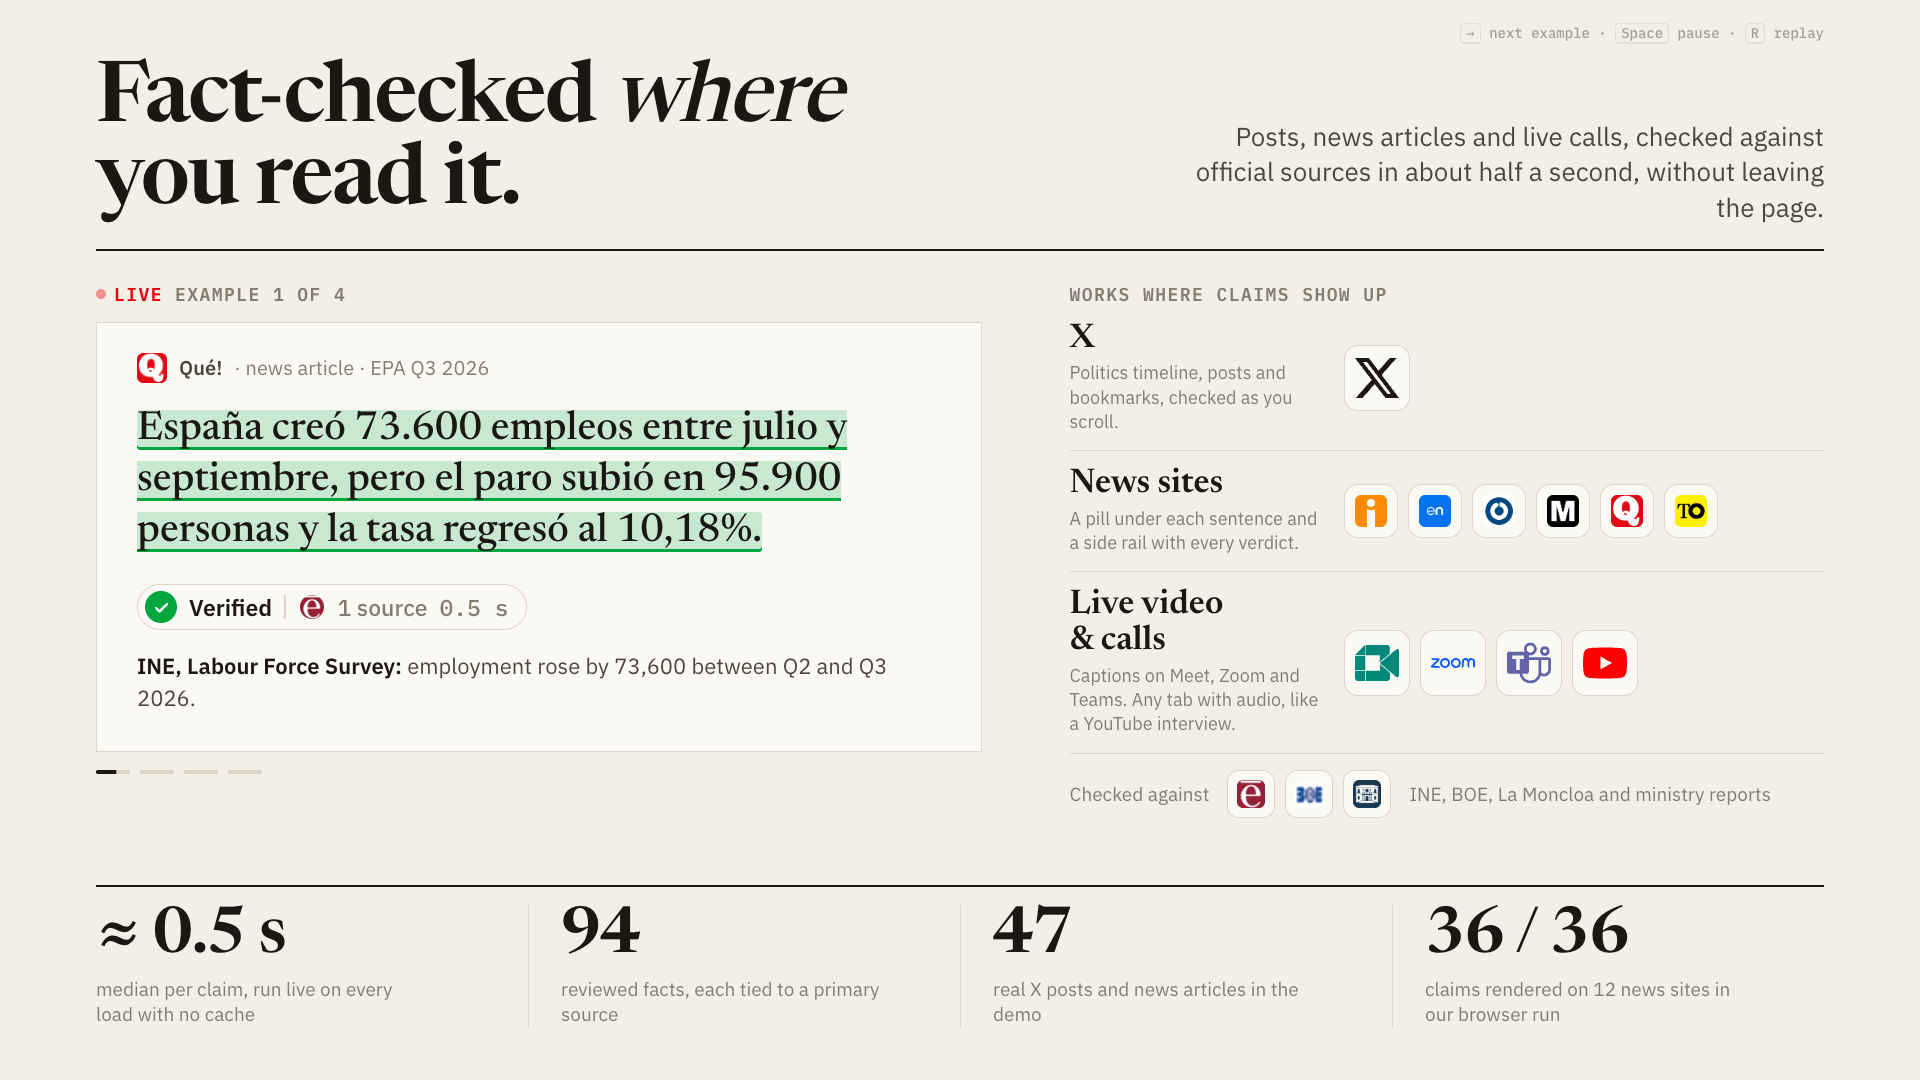 → next example · Space pause · R replay
Fact-checked where
you read it.
Posts, news articles and live calls, checked against
official sources in about half a second, without leaving
the page.
LIVE EXAMPLE 1 OF 4
Q Qué! · news article · EPA Q3 2026
España creó 73.600 empleos entre julio y
septiembre, pero el paro subió en 95.900
personas y la tasa regresó al 10,18%.
Verified e 1 source 0.5 s
INE, Labour Force Survey: employment rose by 73,600 between Q2 and Q3
2026.
WORKS WHERE CLAIMS SHOW UP
X
Politics timeline, posts and
bookmarks, checked as you
scroll.
X
News sites
A pill under each sentence and
a side rail with every verdict.
i en M Q TO
Live video
& calls
Captions on Meet, Zoom and
Teams. Any tab with audio, like
a YouTube interview.
zoom T
Checked against e BOE INE, BOE, La Moncloa and ministry reports
≈ 0.5 s
median per claim, run live on every
load with no cache
94
reviewed facts, each tied to a primary
source
47
real X posts and news articles in the
demo
36 / 36
claims rendered on 12 news sites in
our browser run